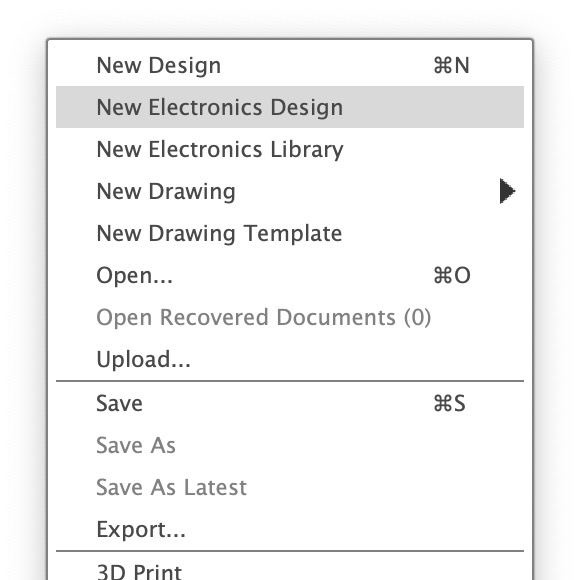 New Design ⌘N
New Electronics Design
New Electronics Library
New Drawing
New Drawing Template
Open... ⌘O
Open Recovered Documents (0)
Upload...
Save ⌘S
Save As
Save As Latest
Export...
3D Print